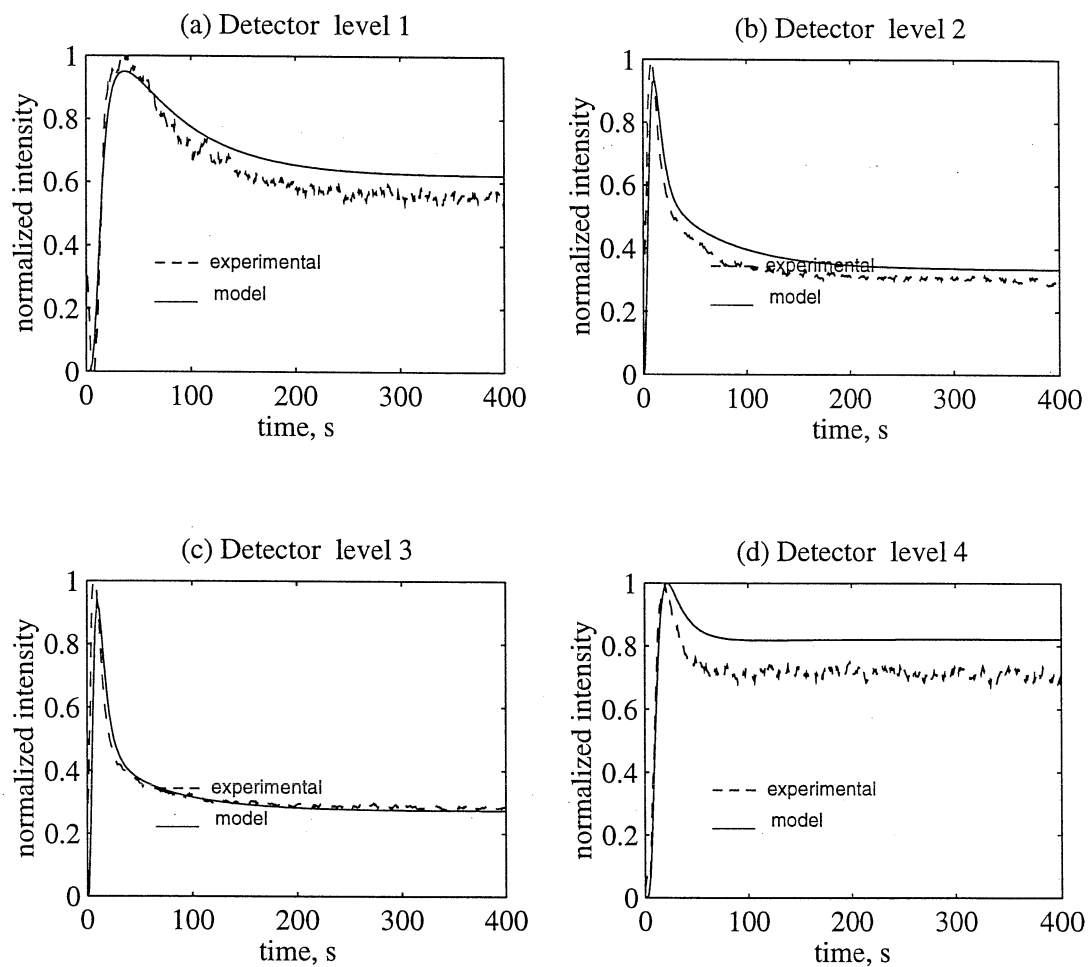 (a) Detector level 1
1
0.8
0.6
0.4
0.2
0
normalized intensity
experimental
model
0 100 200 300 400
time, s
(b) Detector level 2
1
0.8
0.6
0.4
0.2
0
normalized intensity
experimental
model
0 100 200 300 400
time, s
(c) Detector level 3
1
0.8
0.6
0.4
0.2
0
normalized intensity
experimental
model
0 100 200 300 400
time, s
(d) Detector level 4
1
0.8
0.6
0.4
0.2
0
normalized intensity
experimental
model
0 100 200 300 400
time, s